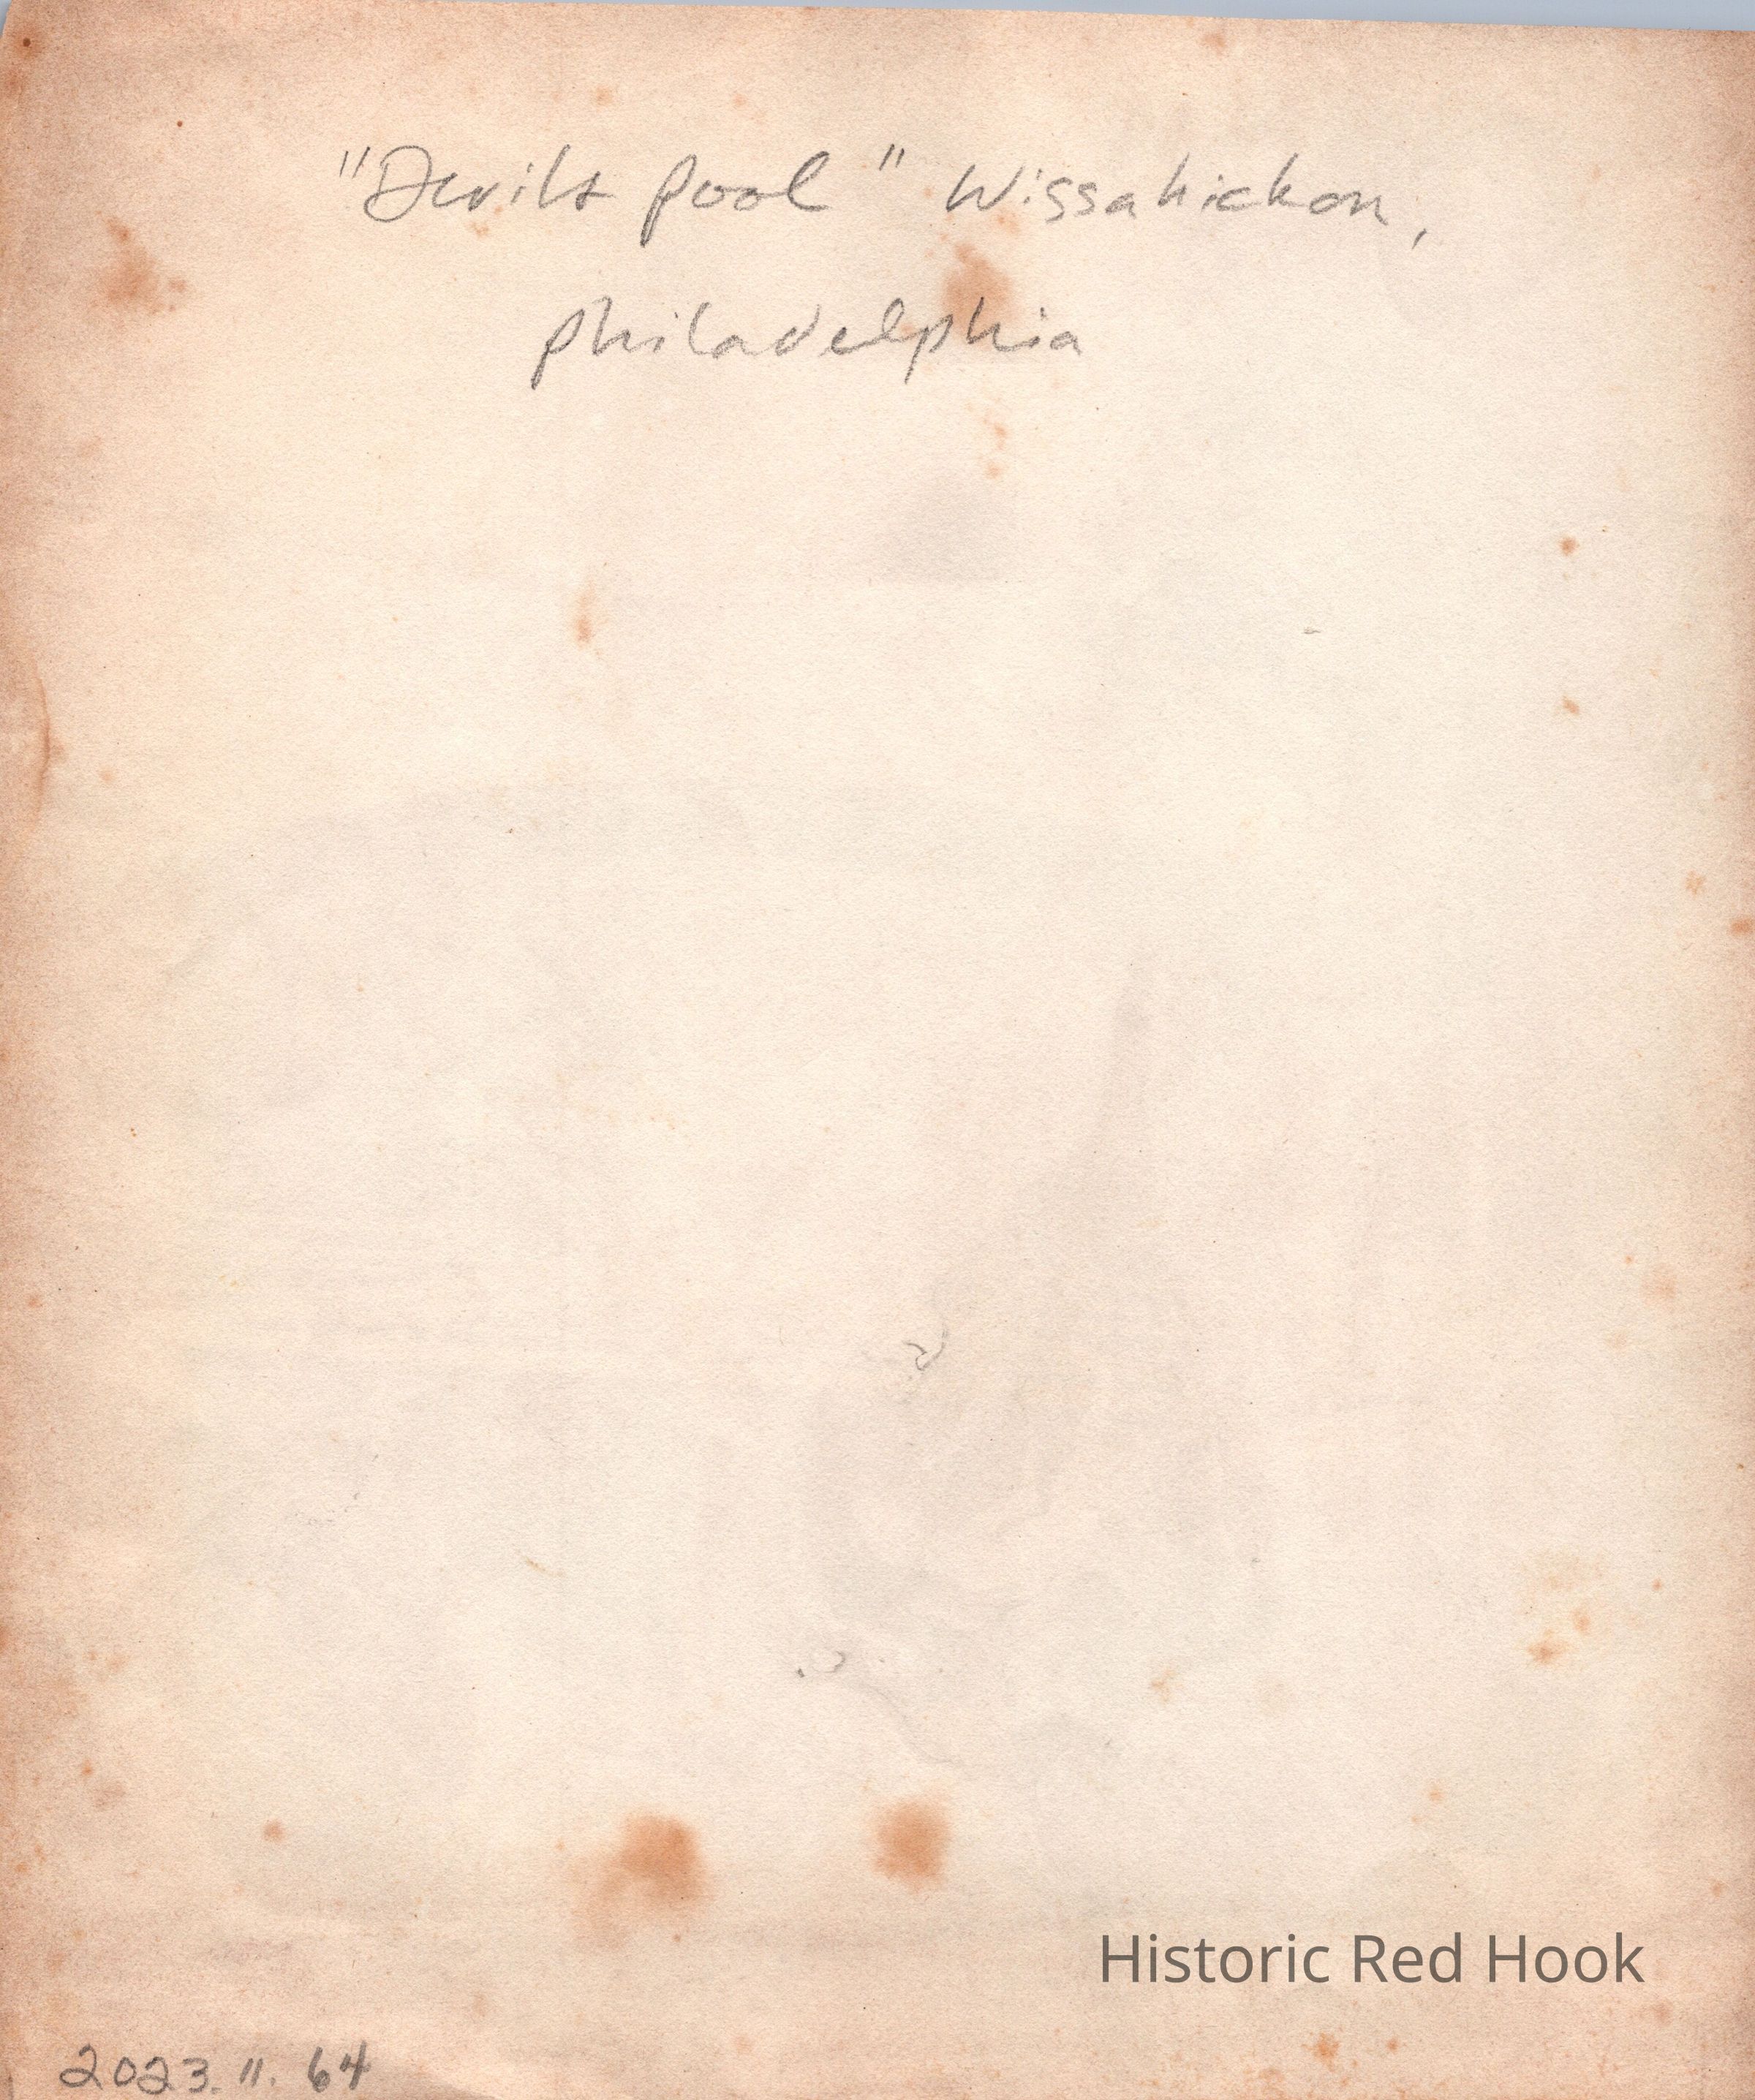 "Devils Pool" Wissahickon,
Philadelphia
Historic Red Hook
2023.11.64